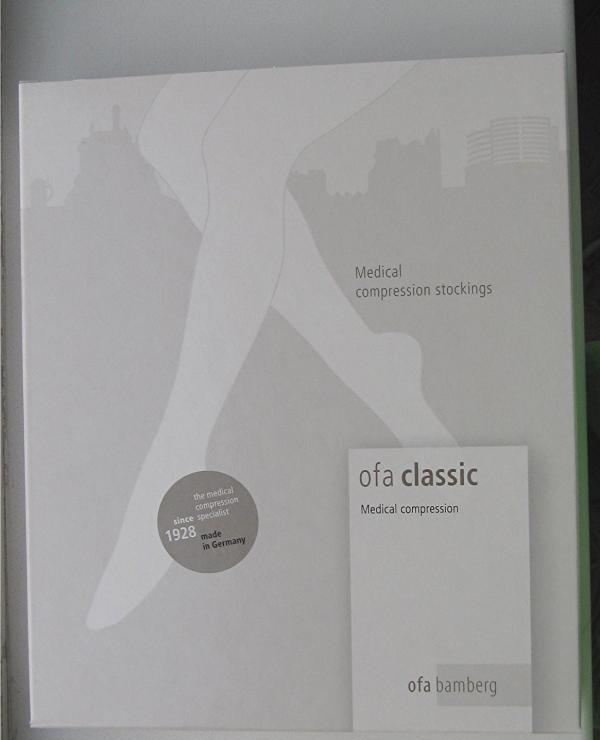 Medical
compression stockings
ofa classic
Medical compression
the medical
compression
since specialist
1928 made
in Germany
ofa bamberg